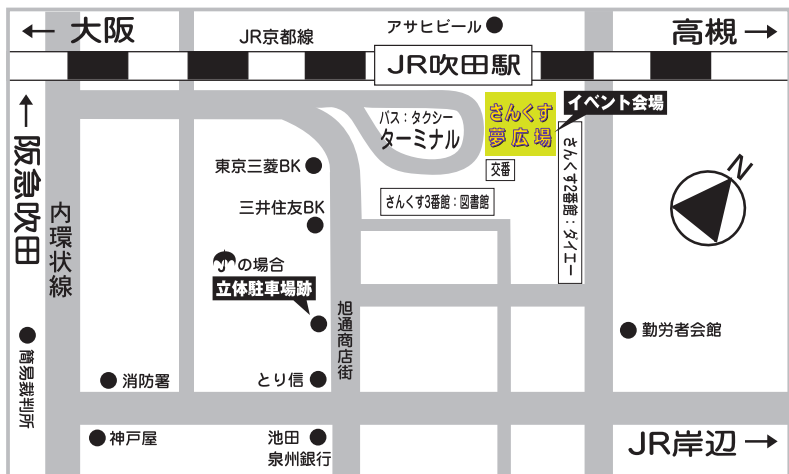 大阪
JR京都線
アサヒビール
高槻
JR吹田駅
阪急吹田
内環状線
バス:タクシー
ターミナル
さんくす
夢広場
イベント会場
交番
さんくす2番館:ダイエー
さんくす3番館:図書館
東京三菱BK
三井住友BK
の場合
立体駐車場跡
旭通商店街
N
勤労者会館
簡易裁判所
消防署
とり信
神戸屋
池田
泉州銀行
JR岸辺